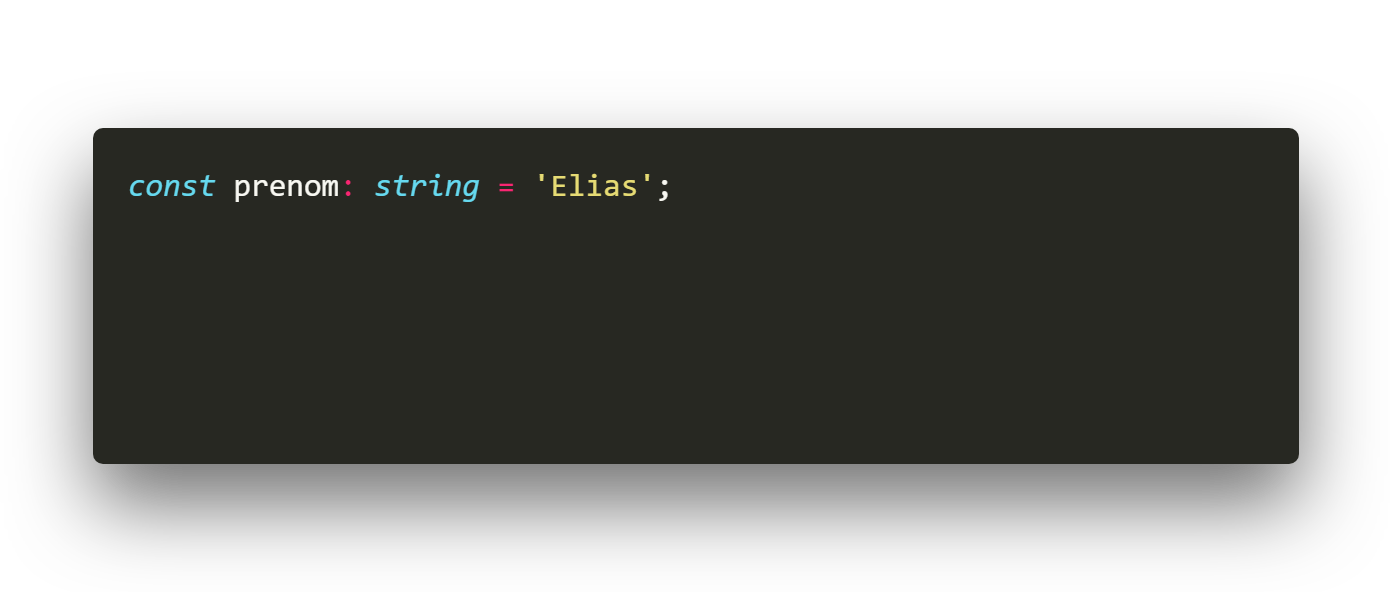 const prenom: string = 'Elias';